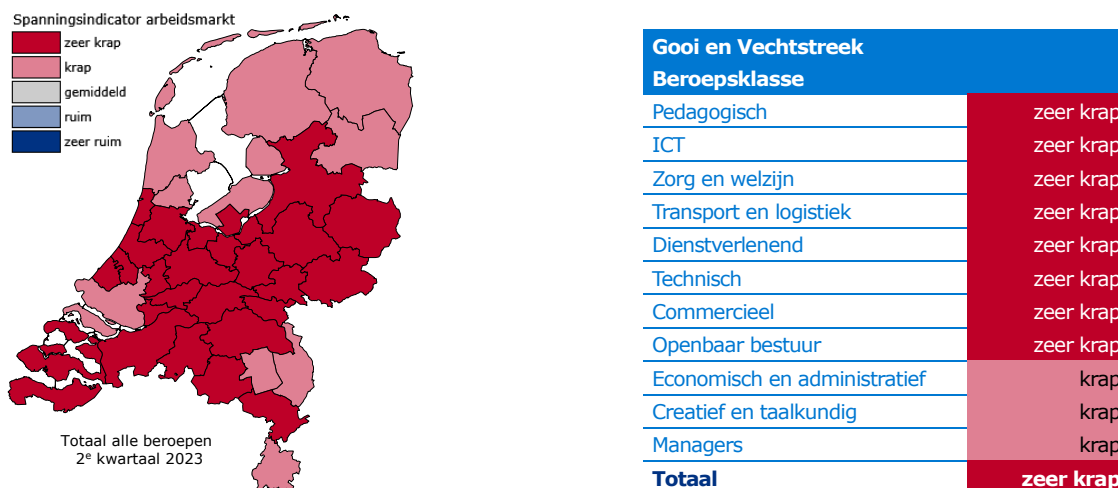 Spanningsindicator arbeidsmarkt
zeer krap
krap
gemiddeld
ruim
zeer ruim
Totaal alle beroepen
2e kwartaal 2023
Gooi en Vechtstreek
Beroepsklasse
Pedagogisch zeer krap
ICT zeer krap
Zorg en welzijn zeer krap
Transport en logistiek zeer krap
Dienstverlenend zeer krap
Technisch zeer krap
Commercieel zeer krap
Openbaar bestuur zeer krap
Economisch en administratief krap
Creatief en taalkundig krap
Managers krap
Totaal zeer krap